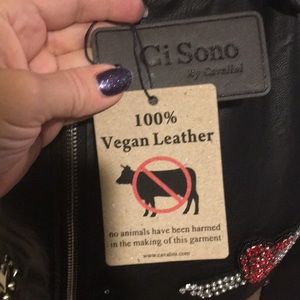 Ci Sono
By Cavalini
100%
Vegan Leather
no animals have been harmed
in the making of this garment
www.cavalini.com